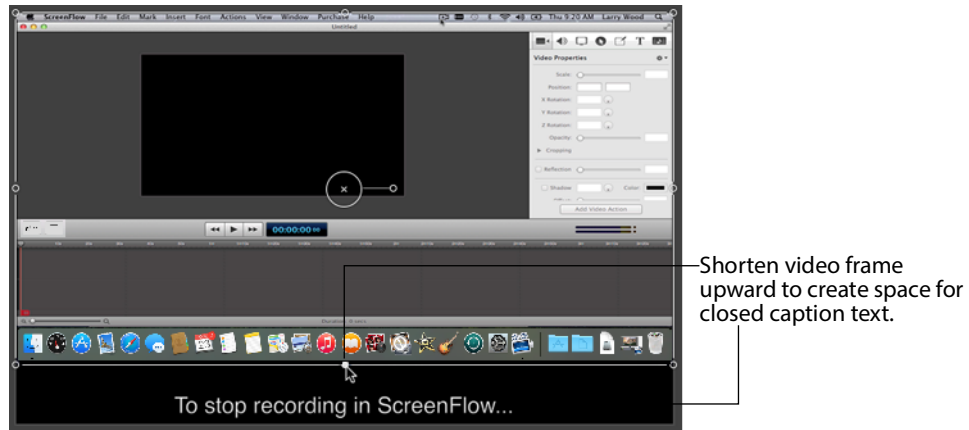 ScreenFlow File Edit Mark Insert Font Actions View Window Purchase Help Thu 9:20 AM Larry Wood
Untitled
Video Properties
Scale:
Position:
X Rotation:
Y Rotation:
Z Rotation:
Opacity:
Cropping
Reflection
Shadow Color:
Add Video Action
00:00:00
Shorten video frame
upward to create space for
closed caption text.
To stop recording in ScreenFlow...